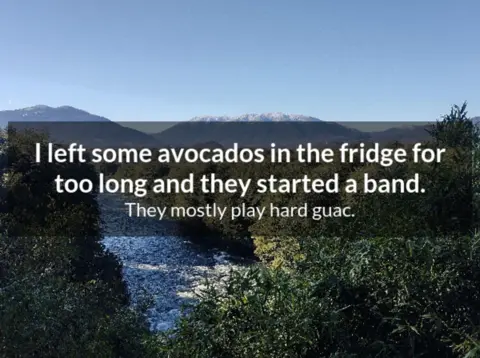 I left some avocados in the fridge for
too long and they started a band.
They mostly play hard guac.